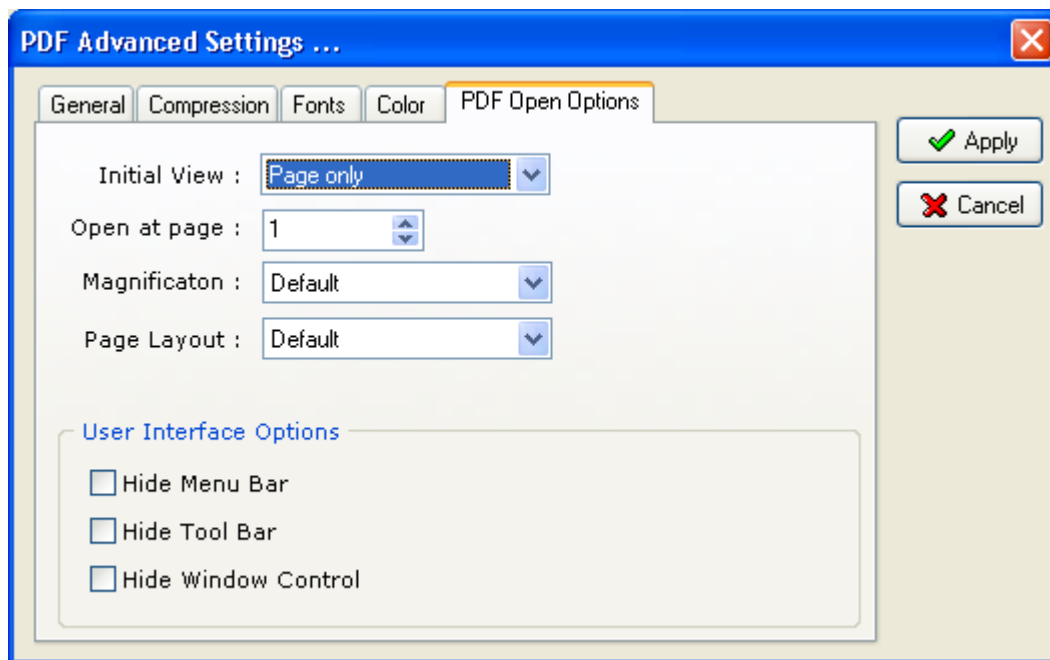 PDF Advanced Settings ...
General Compression Fonts Color PDF Open Options
Apply
Cancel
Initial View : Page only
Open at page : 1
Magnificaton : Default
Page Layout : Default
User Interface Options
Hide Menu Bar
Hide Tool Bar
Hide Window Control